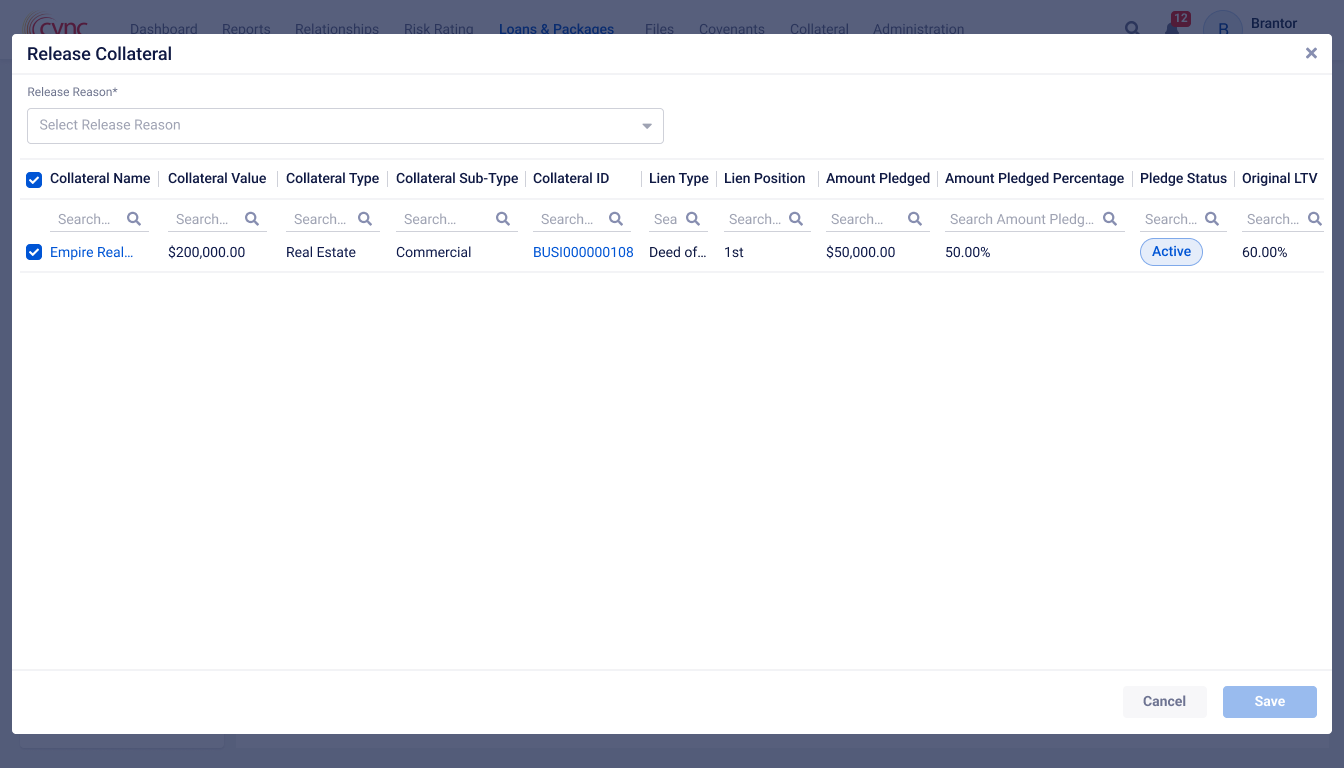 cync Dashboard Reports Relationships Risk Rating Loans & Packages Files Covenants Collateral Administration 12 B Brantor
Release Collateral
Release Reason*
Select Release Reason
Collateral Name Collateral Value Collateral Type Collateral Sub-Type Collateral ID Lien Type Lien Position Amount Pledged Amount Pledged Percentage Pledge Status Original LTV
Search... Search... Search... Search... Search... Sea Search... Search... Search Amount Pledg... Search... Search...
Empire Real... $200,000.00 Real Estate Commercial BUSI000000108 Deed of... 1st $50,000.00 50.00% Active 60.00%
Cancel Save